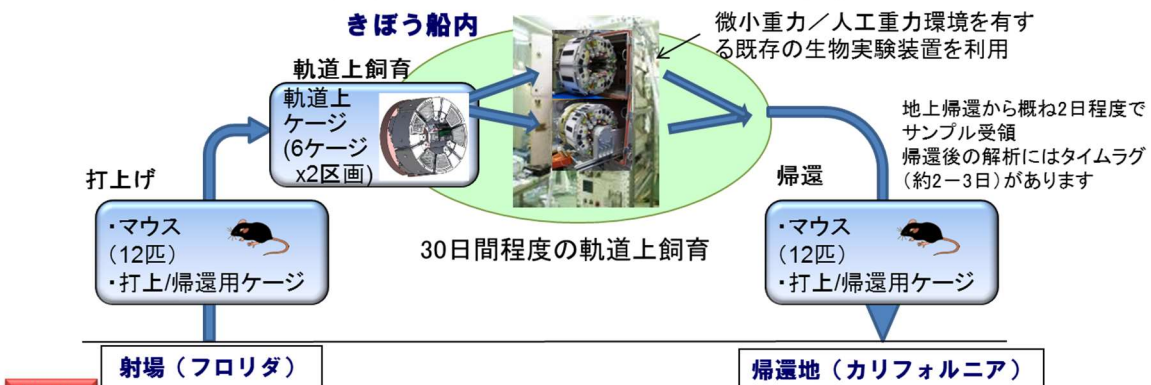 きぼう船内
微小重力／人工重力環境を有す
る既存の生物実験装置を利用
軌道上飼育
軌道上
ケージ
(6ケージ
x2区画)
地上帰還から概ね2日程度で
サンプル受領
帰還後の解析にはタイムラグ
（約2－3日）があります
打上げ
・マウス
（12匹）
・打上/帰還用ケージ
30日間程度の軌道上飼育
帰還
・マウス
（12匹）
・打上/帰還用ケージ
射場（フロリダ）
帰還地（カリフォルニア）